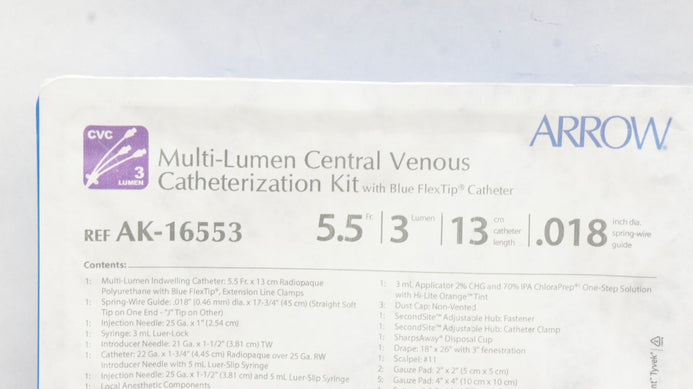 CVC
3
LUMEN
ARROW
Multi-Lumen Central Venous
Catheterization Kit with Blue FlexTip® Catheter
REF AK-16553
5.5 Fr.
3 Lumen
13 cm catheter length
.018 inch dia. spring-wire guide
Contents:
1: Multi-Lumen Indwelling Catheter: 5.5 Fr. x 13 cm Radiopaque
Polyurethane with Blue FlexTip®, Extension Line Clamps
1: Spring-Wire Guide: .018" (0.46 mm) dia. x 17-3/4" (45 cm) (Straight Soft
Tip on One End - "J" Tip on Other)
1: Injection Needle: 25 Ga. x 1" (2.54 cm)
1: Syringe: 3 mL Luer-Lock
1: Introducer Needle: 21 Ga. x 1-1/2" (3.81 cm) TW
1: Catheter: 22 Ga. x 1-3/4" (4.45 cm) Radiopaque over 25 Ga. RW
Introducer Needle with 5 mL Luer-Slip Syringe
1: Injection Needle: 25 Ga. x 1-1/2" (3.81 cm) and 5 mL Luer-Slip Syringe
1: Local Anesthetic Components
1: 3 mL Applicator 2% CHG and 70% IPA ChloraPrep® One-Step Solution
with Hi-Lite Orange™ Tint
3: Dust Cap: Non-Vented
1: SecondSite™ Adjustable Hub: Fastener
1: SecondSite™ Adjustable Hub: Catheter Clamp
1: SharpsAway® Disposal Cup
1: Drape: 18" x 26" with 3" fenestration
1: Scalpel: #11
2: Gauze Pad: 2" x 2" (5 cm x 5 cm)
5: Gauze Pad: 4" x 4" (10 cm x 10 cm)
Tyvek®